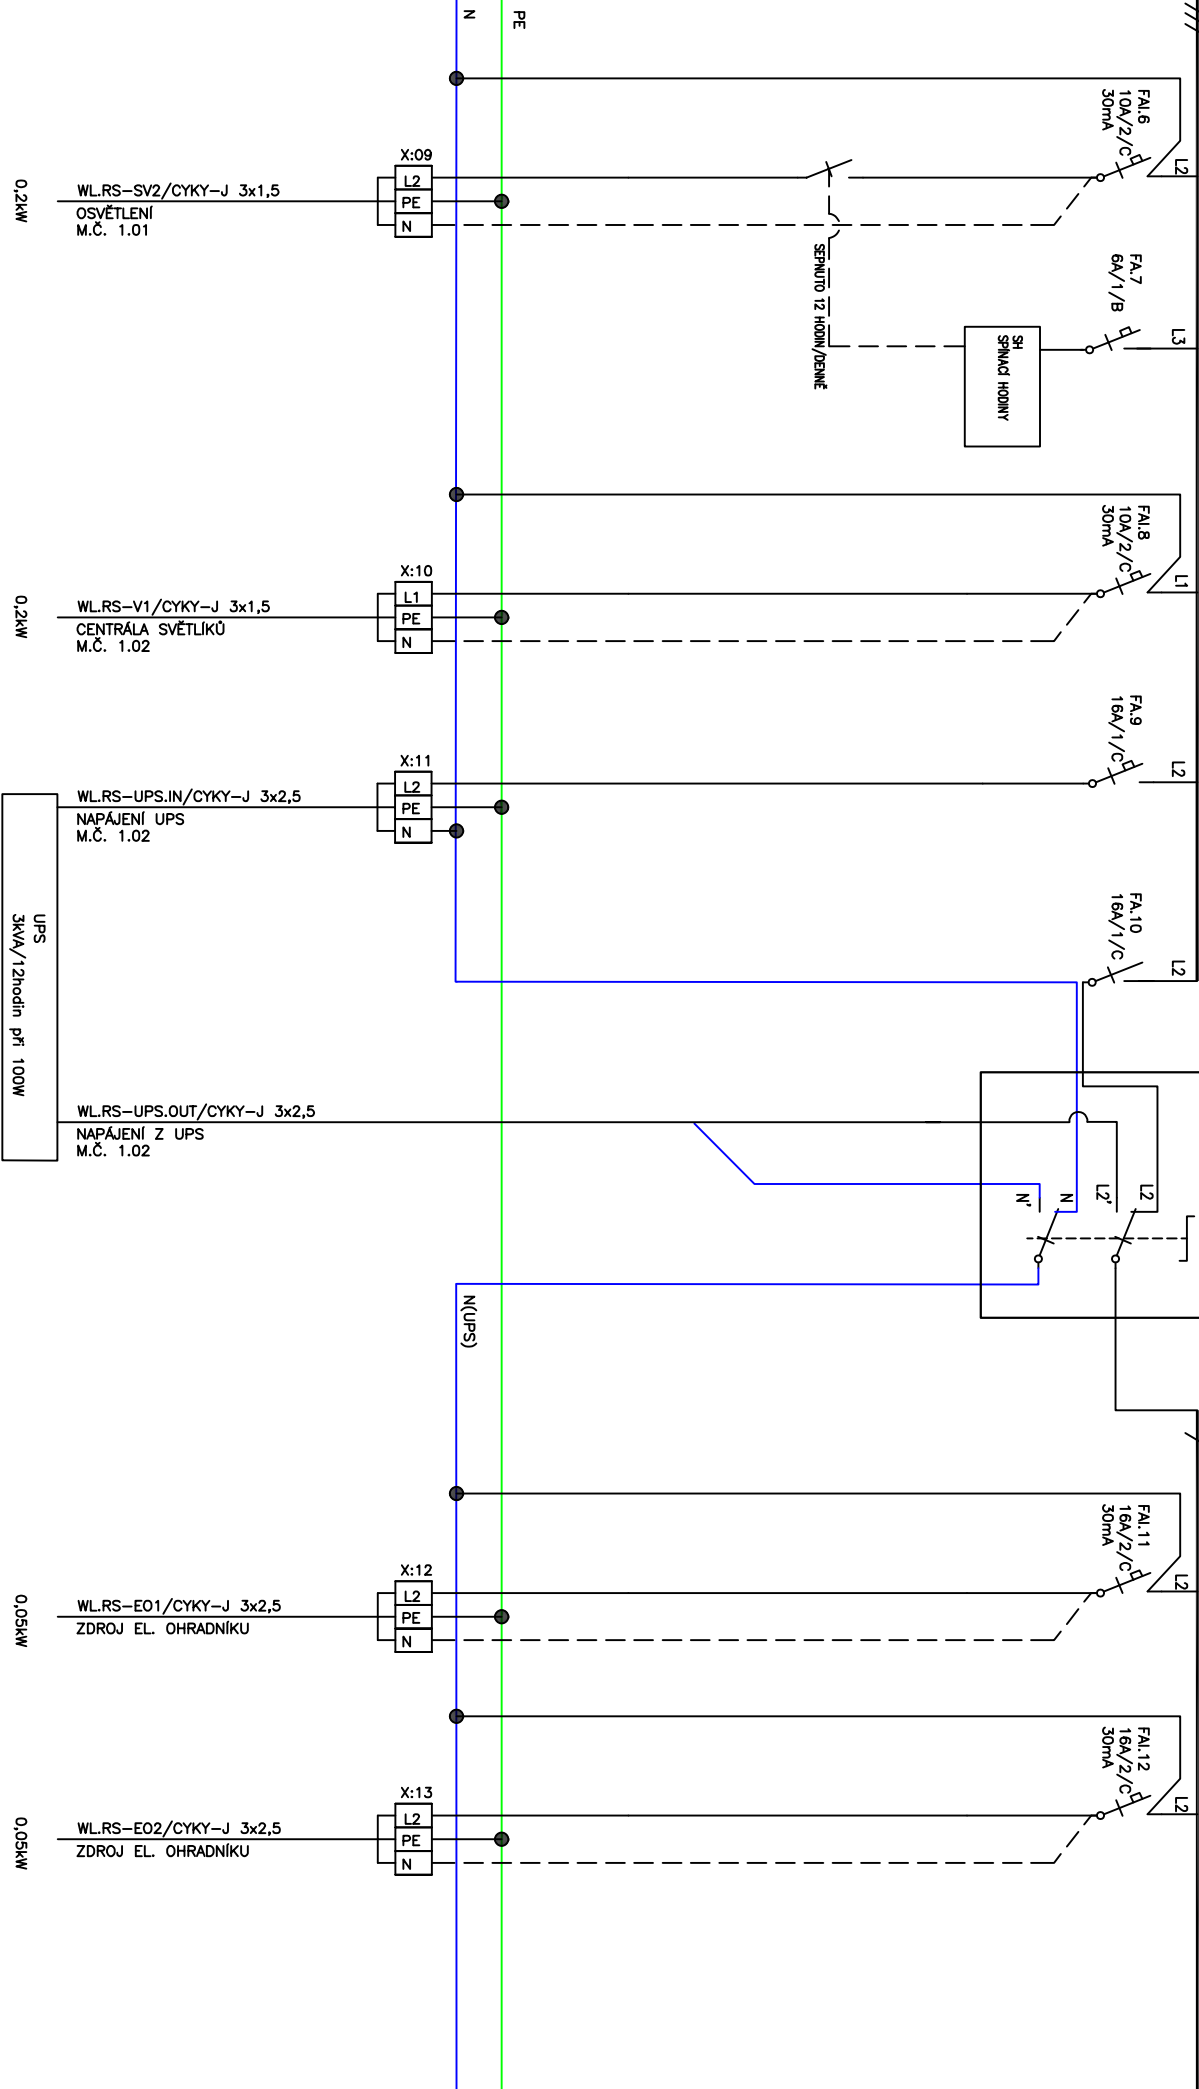 N
PE
FAI.6
10A/2/C
30mA
L2
X:09
L2
PE
N
WL.RS-SV2/CYKY-J 3x1,5
OSVĚTLENÍ
M.Č. 1.01
0,2kW
SEPNUTO 12 HODIN/DENNĚ
FA.7
6A/1/B
L3
SH
SPÍNACÍ HODINY
FAI.8
10A/2/C
30mA
L1
X:10
L1
PE
N
WL.RS-V1/CYKY-J 3x1,5
CENTRÁLA SVĚTLÍKŮ
M.Č. 1.02
0,2kW
FA.9
16A/1/C
L2
X:11
L2
PE
N
WL.RS-UPS.IN/CYKY-J 3x2,5
NAPÁJENÍ UPS
M.Č. 1.02
UPS
3kVA/12hodin při 100W
FA.10
16A/1/C
L2
WL.RS-UPS.OUT/CYKY-J 3x2,5
NAPÁJENÍ Z UPS
M.Č. 1.02
N'
N
L2'
L2
N(UPS)
FAI.11
16A/2/C
30mA
L2
X:12
L2
PE
N
WL.RS-EO1/CYKY-J 3x2,5
ZDROJ EL. OHRADNÍKU
0,05kW
FAI.12
16A/2/C
30mA
L2
X:13
L2
PE
N
WL.RS-EO2/CYKY-J 3x2,5
ZDROJ EL. OHRADNÍKU
0,05kW